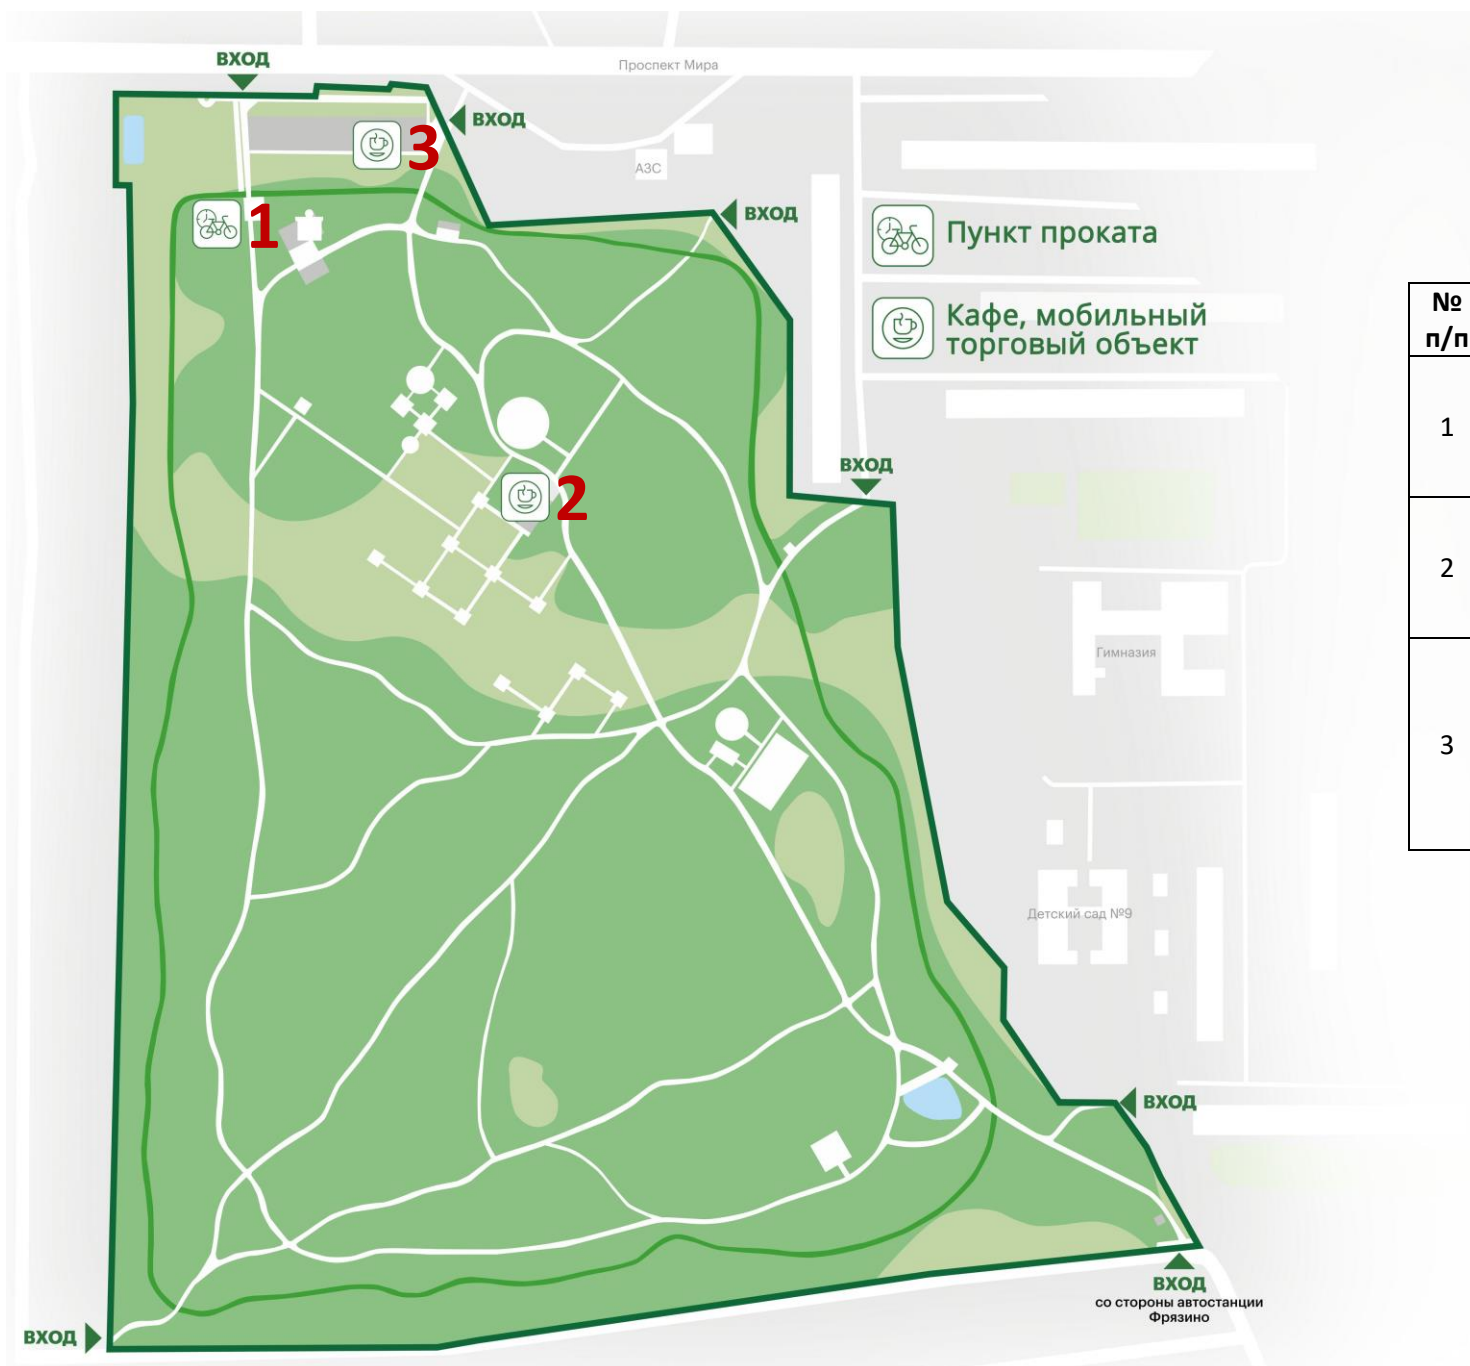 ВХОД
Проспект Мира
ВХОД
3
АЗС
1
ВХОД
Пункт проката
Кафе, мобильный
торговый объект
№
п/п
1
ВХОД
2
2
Гимназия
3
Детский сад №9
ВХОД
ВХОД
со стороны автостанции
Фрязино
ВХОД